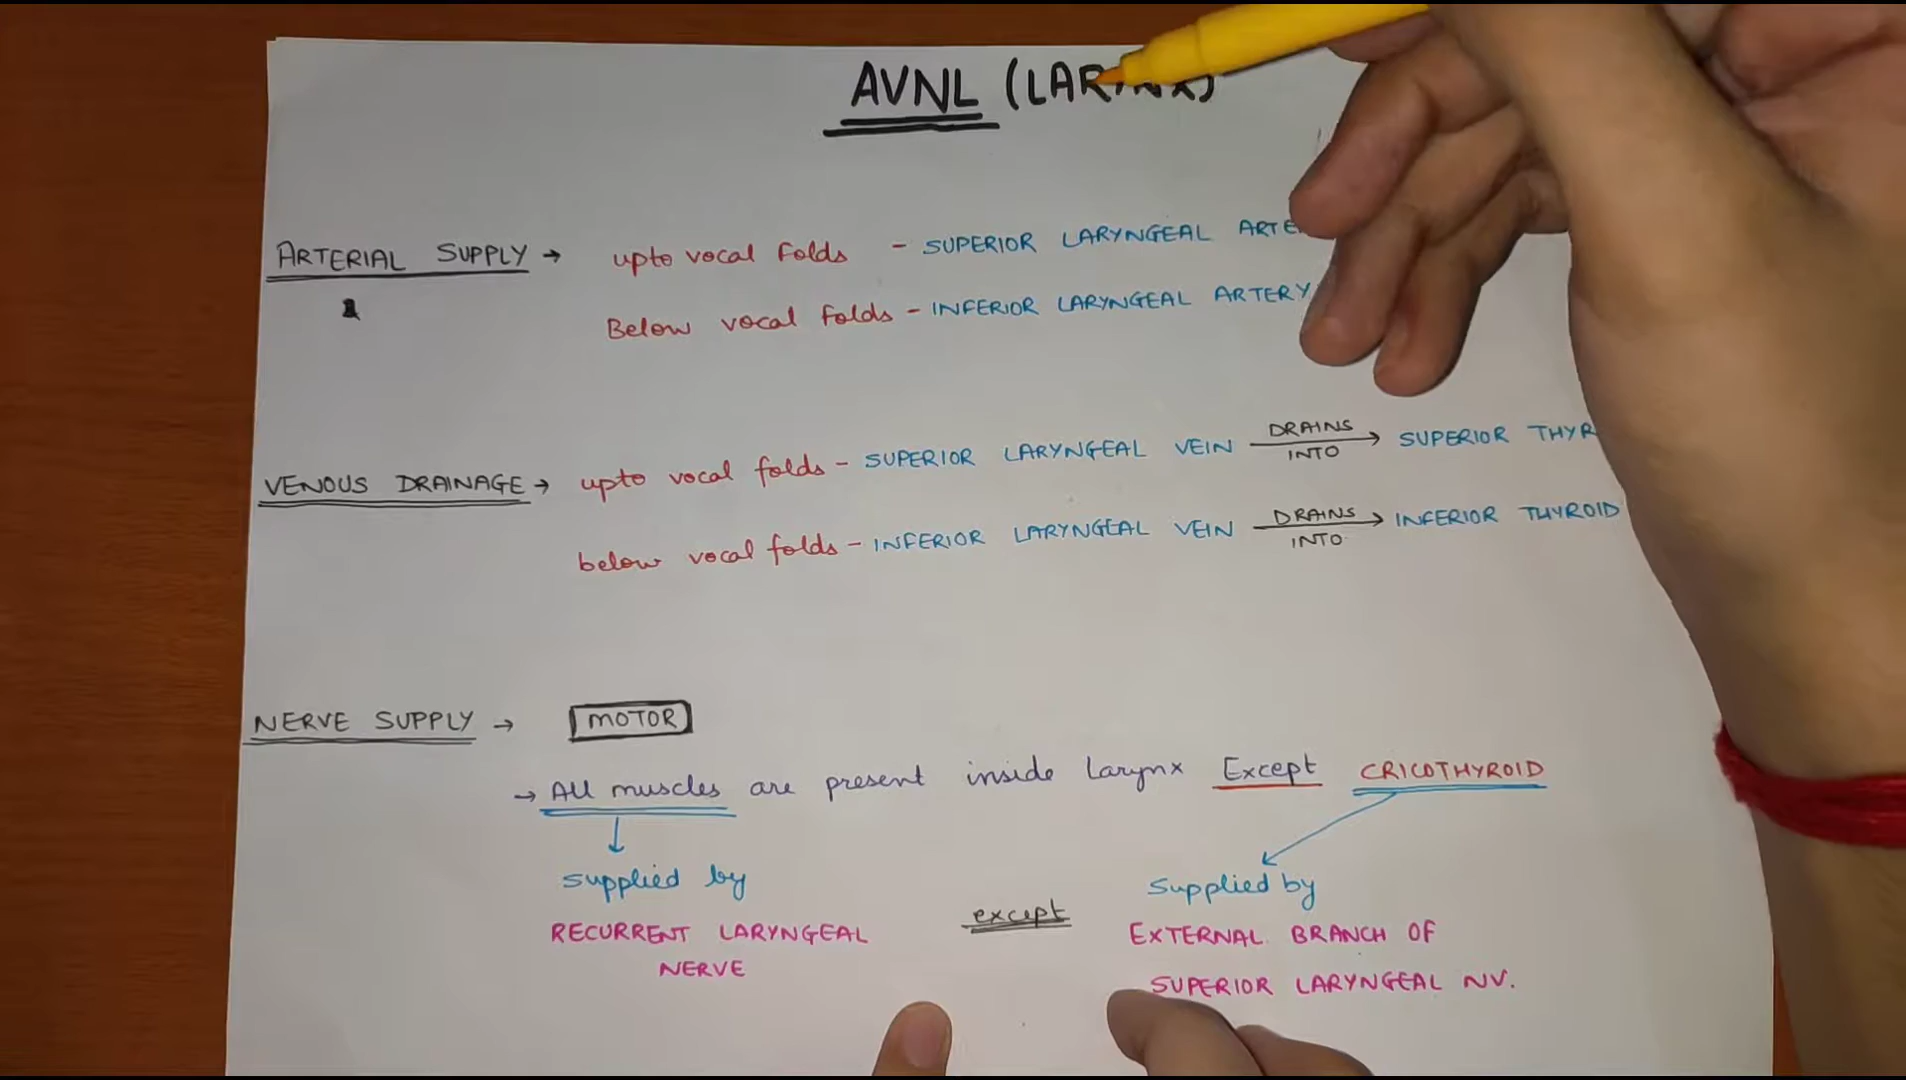 AVNL
ARTERIAL SUPPLY → upto vocal Folds - SUPERIOR LARYNGEAL
Below vocal folds - INFERIOR LARYNGEAL ARTERY
VENOUS DRAINAGE → upto vocal folds - SUPERIOR LARYNGEAL VEIN DRAINS INTO → SUPERIOR
below vocal folds - INFERIOR LARYNGEAL VEIN DRAINS INTO → INFERIOR THYROID
NERVE SUPPLY → MOTOR
→ All muscles are present inside larynx Except CRICOTHYROID
supplied by
Supplied by
RECURRENT LARYNGEAL NERVE
except
EXTERNAL BRANCH OF
SUPERIOR LARYNGEAL NV.